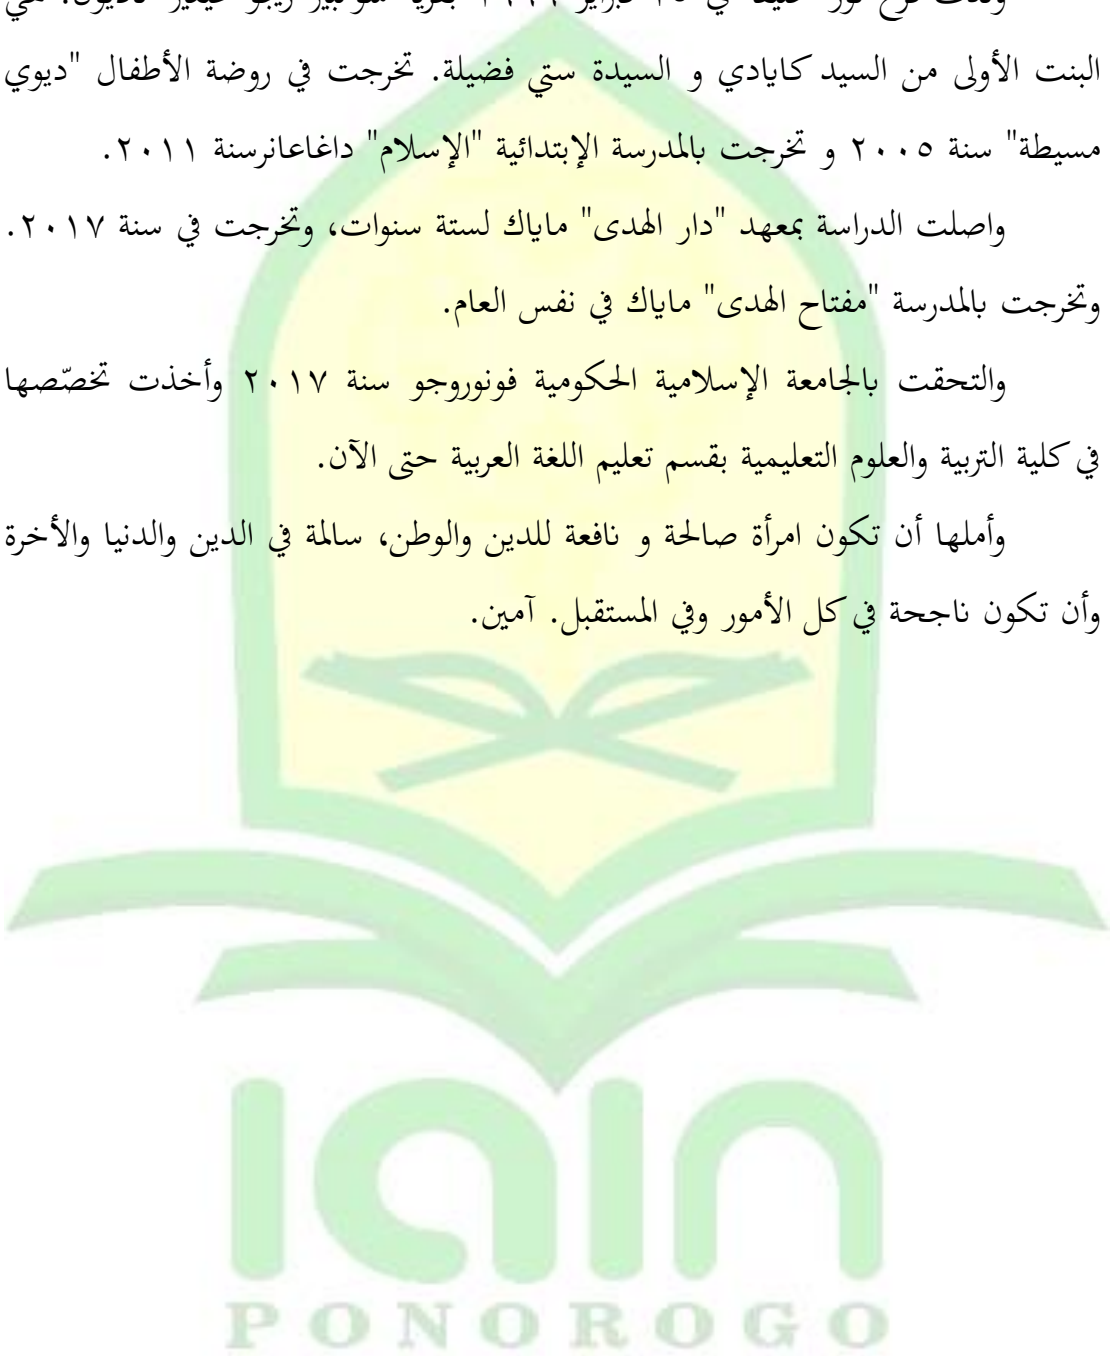 البنت الأولى من السيد كايادي و السيدة ستي فضيلة. تخرجت في روضة الأطفال "ديوي
مسيطة" سنة ٢٠٠٥ و تخرجت بالمدرسة الإبتدائية "الإسلام" داغاعانرسنة ٢٠١١.
واصلت الدراسة بمعهد "دار الهدى" ماياك لستة سنوات، وتخرجت في سنة ٢٠١٧.
وتخرجت بالمدرسة "مفتاح الهدى" ماياك في نفس العام.
والتحقت بالجامعة الإسلامية الحكومية فونوروجو سنة ٢٠١٧ وأخذت تخصّصها
في كلية التربية والعلوم التعليمية بقسم تعليم اللغة العربية حتى الآن.
وأملها أن تكون امرأة صالحة و نافعة للدين والوطن، سالمة في الدين والدنيا والأخرة
وأن تكون ناجحة في كل الأمور وفي المستقبل. آمين.
iain
PONOROGO